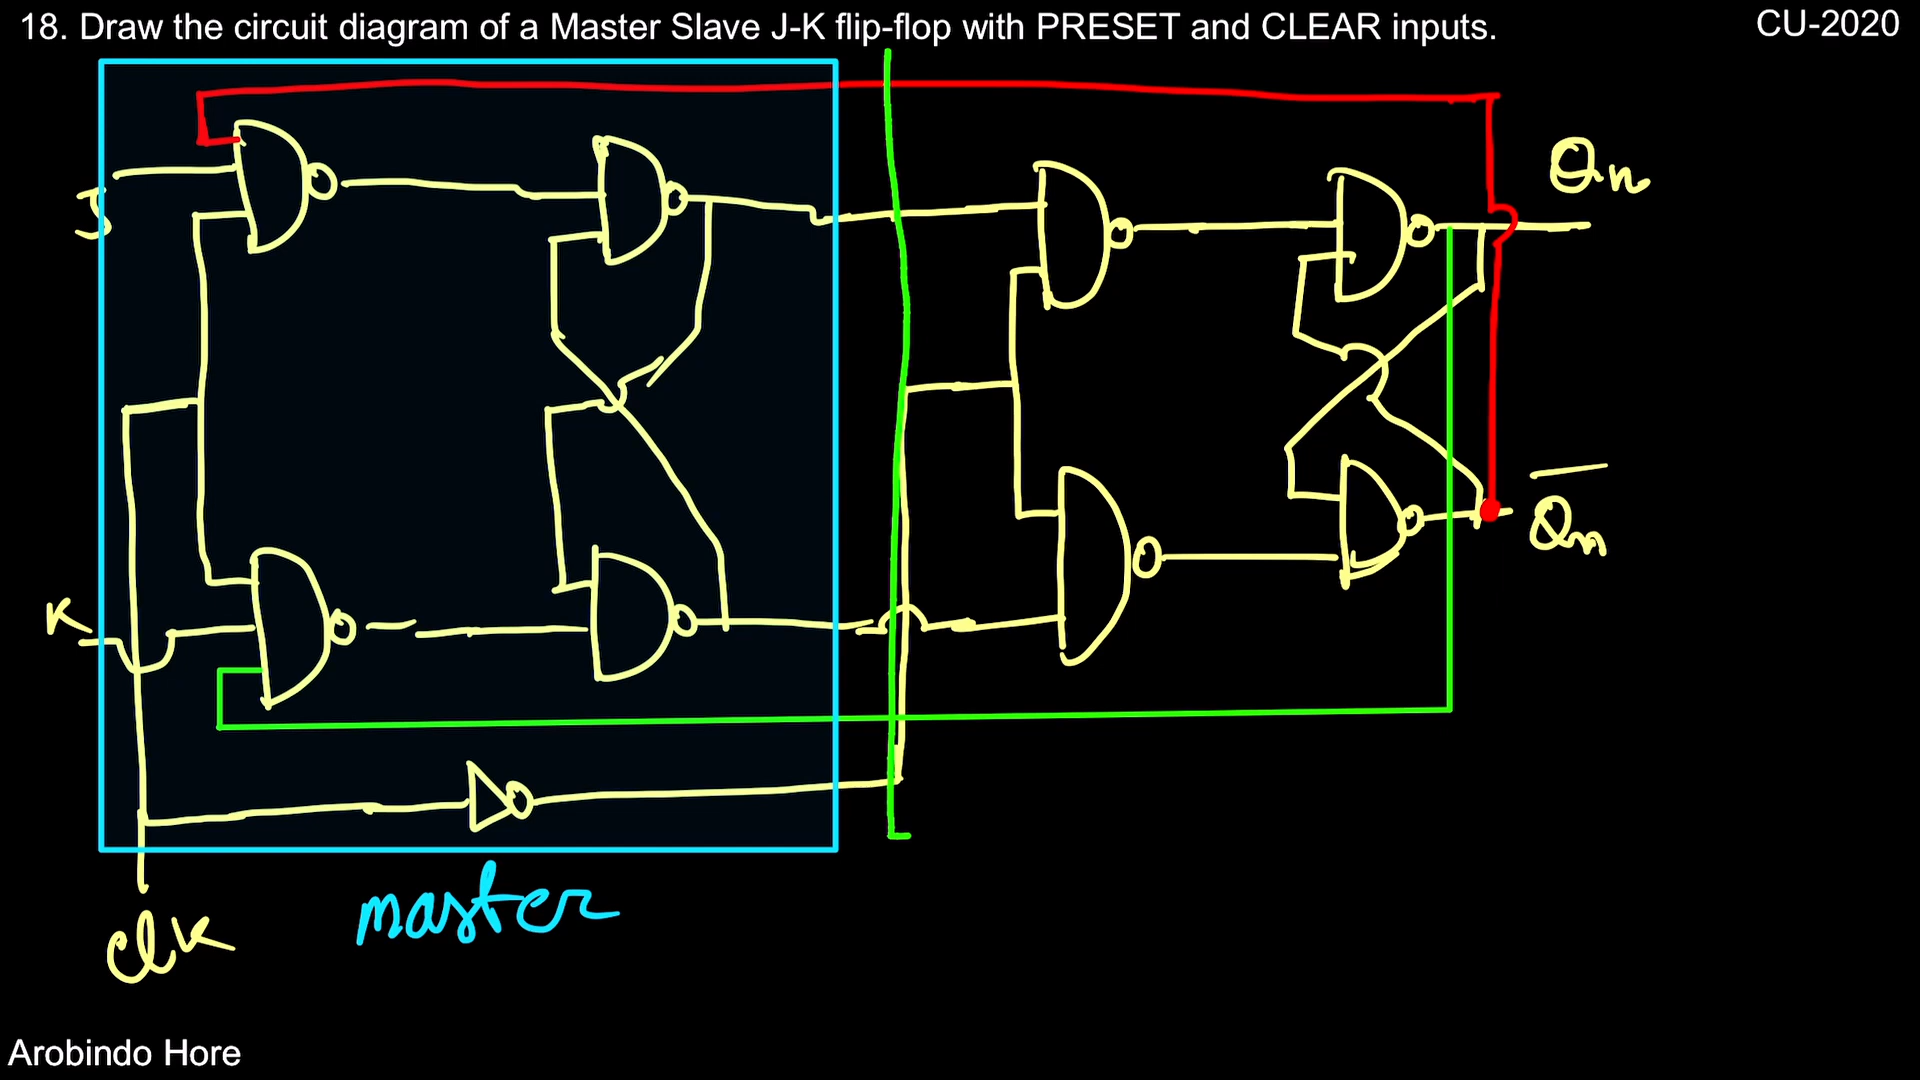 18. Draw the circuit diagram of a Master Slave J-K flip-flop with PRESET and CLEAR inputs.
CU-2020
J
Qn
K
Qn
master
clk
Arobindo Hore